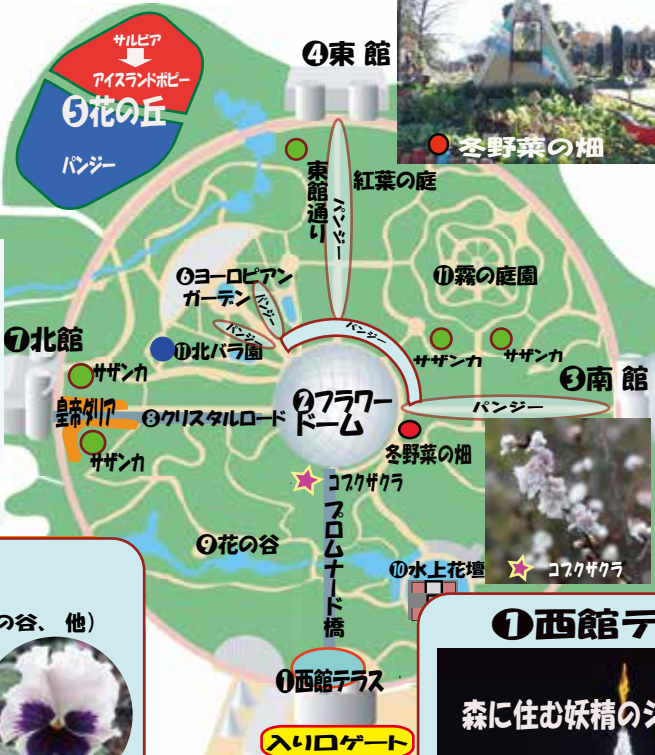 サルビア
アイスランドポピー
❺花の丘
パンジー
❹東 館
冬野菜の畑
東館通り
パンジー
紅葉の庭
❻ヨーロピアン
ガーデン
パンジー
パンジー
パンジー
⓫霧の庭園
❼北館
⓫北バラ園
サザンカ
サザンカ
サザンカ
❸南 館
皇帝ダリア
❽クリスタルロード
サザンカ
❷フラワー
ドーム
パンジー
冬野菜の畑
コブクザクラ
プロムナード橋
❾花の谷
❿水上花壇
コブクザクラ
の谷、他)
❶西館テ
❶西館テラス
森に住む妖精のシ
入り口ゲート